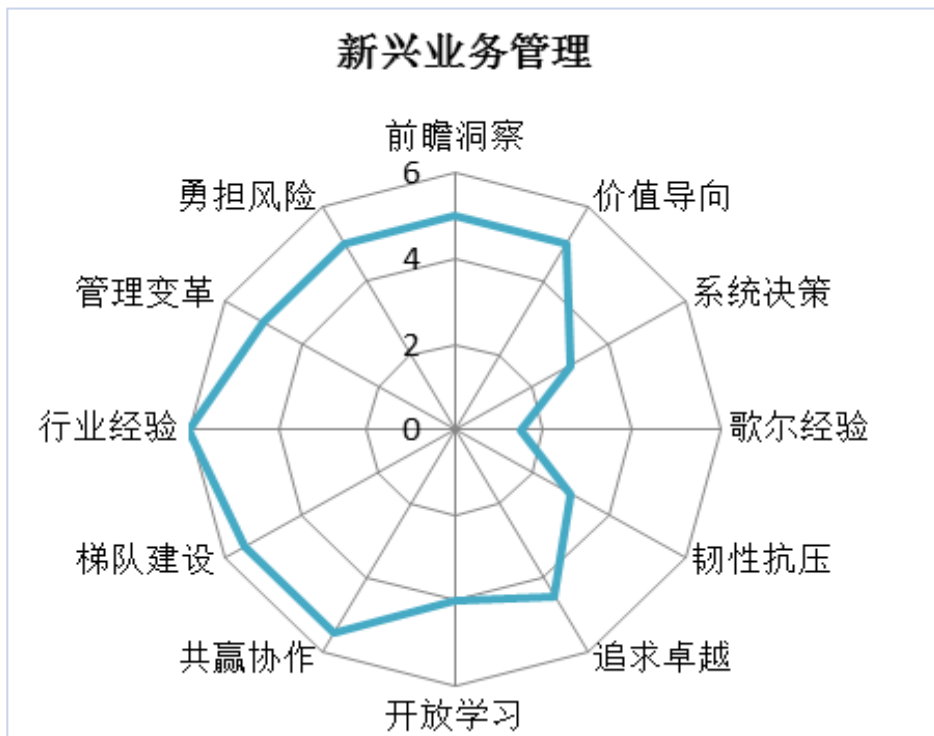 新兴业务管理
前瞻洞察
6
勇担风险
价值导向
4
管理变革
系统决策
2
行业经验
0
歌尔经验
梯队建设
韧性抗压
共赢协作
追求卓越
开放学习